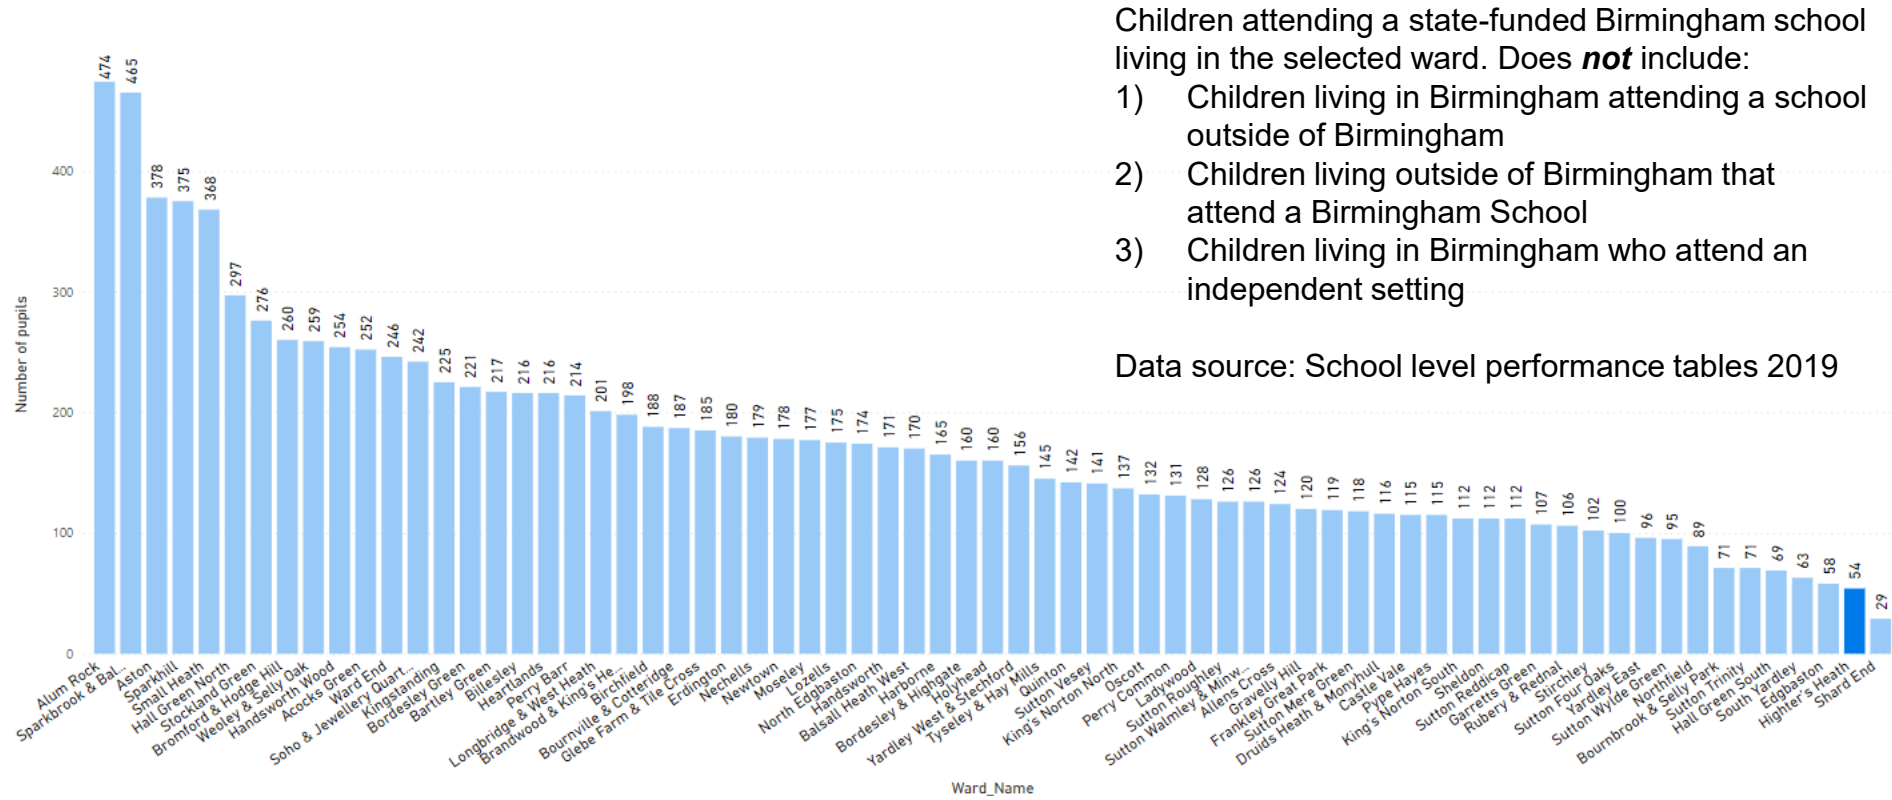 Children attending a state-funded Birmingham school
living in the selected ward. Does not include:
1) Children living in Birmingham attending a school
outside of Birmingham
2) Children living outside of Birmingham that
attend a Birmingham School
3) Children living in Birmingham who attend an
independent setting
Data source: School level performance tables 2019
Number of pupils
400
300
200
100
0
474
465
378
375
368
297
276
260
259
254
252
246
242
225
221
217
216
216
214
201
198
188
187
185
180
179
178
177
175
174
171
170
165
160
160
156
145
142
141
137
132
131
128
126
126
124
120
119
118
116
115
115
112
112
112
107
106
102
100
96
95
89
71
71
69
63
58
54
29
Alum Rock
Sparkbrook & Bal...
Aston
Sparkhill
Small Heath
Hall Green North
Stockland Green
Bromford & Hodge Hill
Weoley & Selly Oak
Handsworth Wood
Acocks Green
Ward End
Soho & Jewellery Quart...
Kingstanding
Bordesley Green
Bartley Green
Billesley
Heartlands
Perry Barr
Longbridge & West Heath
Brandwood & King's He...
Birchfield
Bournville & Cotteridge
Glebe Farm & Tile Cross
Erdington
Nechells
Newtown
Moseley
Lozells
North Edgbaston
Handsworth
Balsall Heath West
Harborne
Bordesley & Highgate
Holyhead
Yardley West & Stechford
Tyseley & Hay Mills
Quinton
Sutton Vesey
King's Norton North
Oscott
Perry Common
Ladywood
Sutton Roughley
Sutton Walmley & Minw...
Allens Cross
Gravelly Hill
Frankley Great Park
Sutton Mere Green
Druids Heath & Monyhull
Castle Vale
Pype Hayes
King's Norton South
Sheldon
Sutton Reddicap
Garretts Green
Rubery & Rednal
Stirchley
Sutton Four Oaks
Yardley East
Sutton Wylde Green
Northfield
Bournbrook & Selly Park
Sutton Trinity
Hall Green South
South Yardley
Edgbaston
Highter's Heath
Shard End
Ward_Name